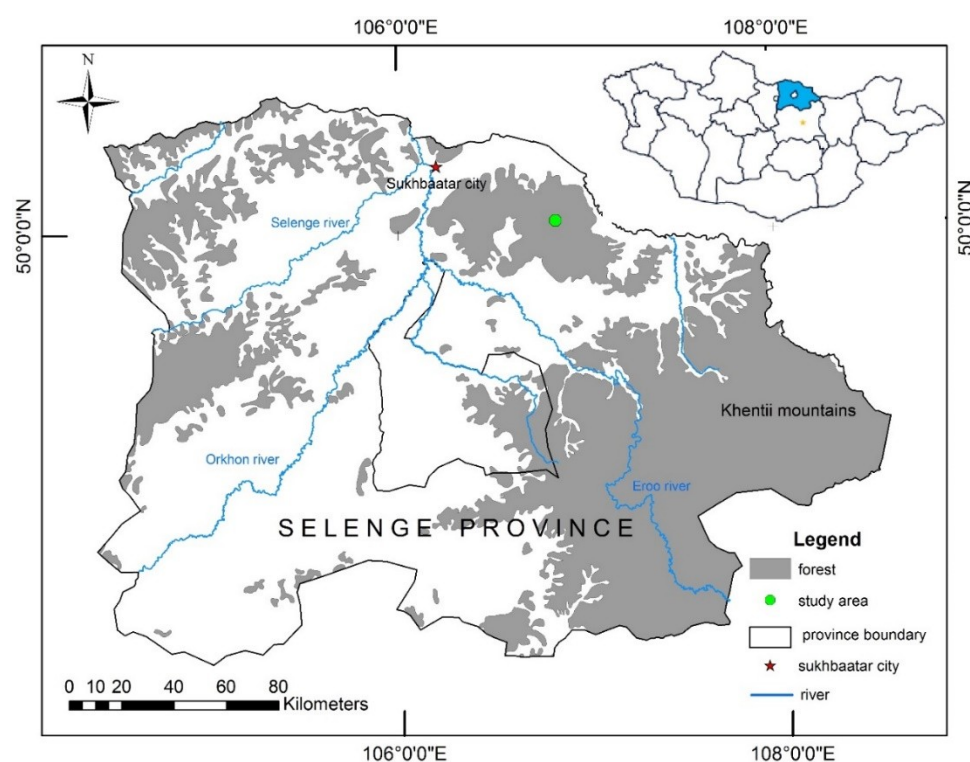 106°0'0"E
108°0'0"E
N
Sukhbaatar city
50°0'0"N
50°0'0"N
Selenge river
Khentii mountains
Orkhon river
Eroo river
SELENGE PROVINCE
Legend
forest
study area
province boundary
sukhbaatar city
river
0 10 20 40 60 80
Kilometers
106°0'0"E
108°0'0"E